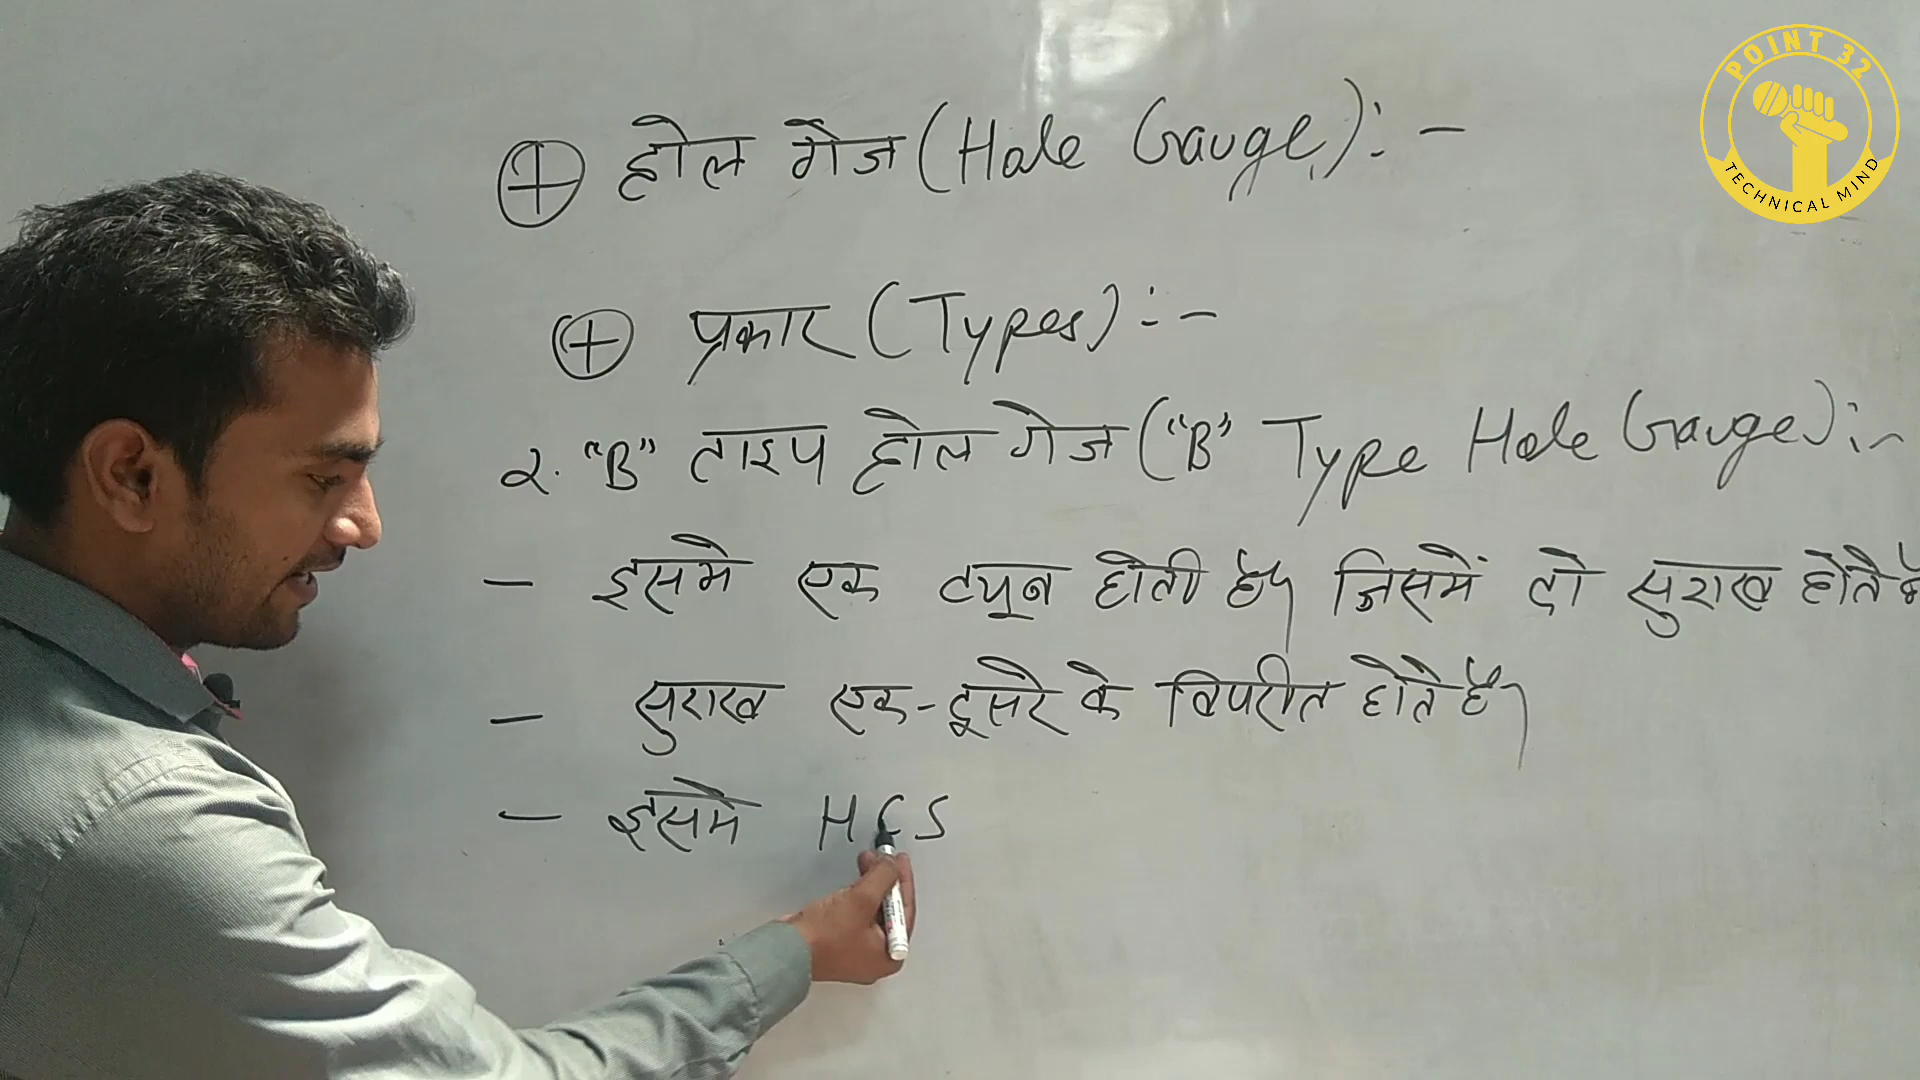 POINT 32
TECHNICAL MIND
⊕ होल गेज (Hole Gauge) :-
⊕ प्रकार (Types) :-
२. "B" टाइप होल गेज ("B" Type Hole Gauge) :-
- इसमे एक ट्यूब होती है। जिसमें दो सुराख होते है
- सुराख एक-दूसरे के विपरीत होते है।
- इसमे HCS